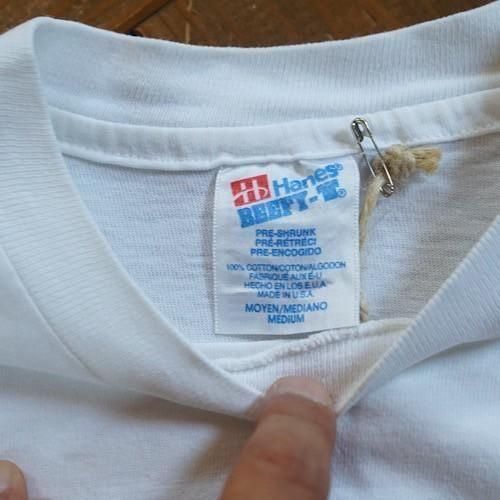 Hanes®
BEEFY-T®
PRE-SHRUNK
PRÉ-RÉTRÉCI
PRE-ENCOGIDO
100% COTTON/COTON/ALGODON
FABRIQUÉ AUX É-U
HECHO EN LOS E.U.A
MADE IN U.S.A.
MOYEN/MEDIANO
MEDIUM